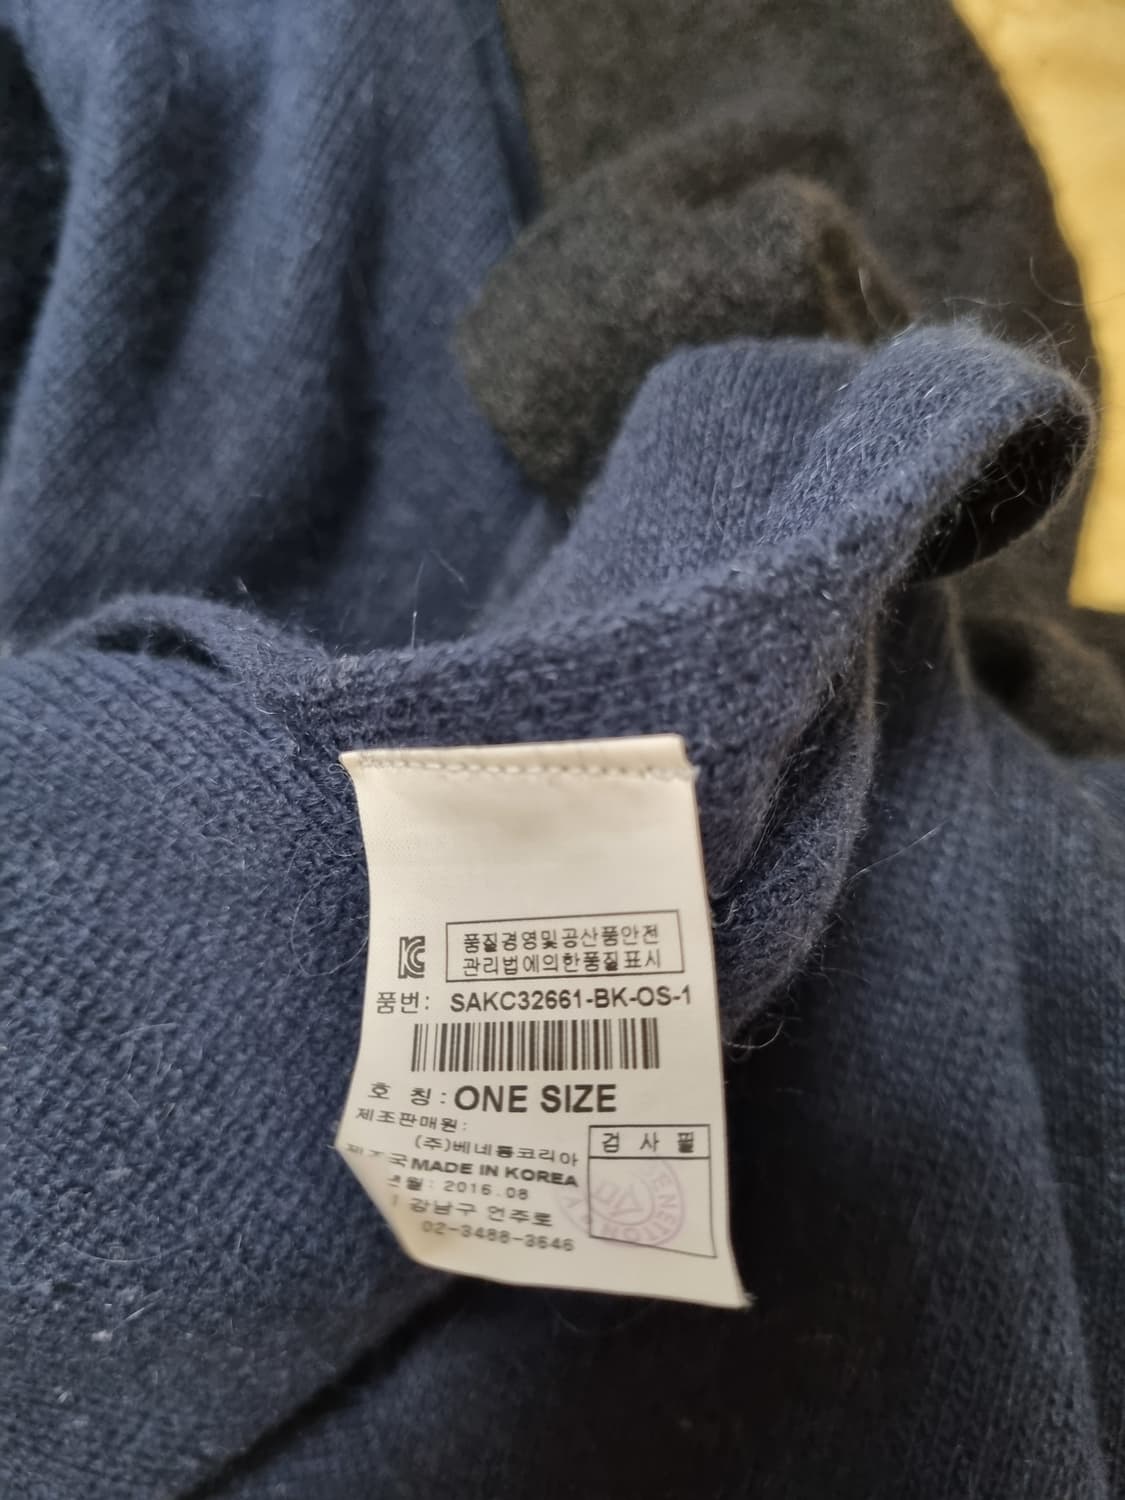 KC
품질경영및공산품안전
관리법에의한품질표시
품번: SAKC32661-BK-OS-1
호 칭: ONE SIZE
제조판매원:
(주)베네통코리아
MADE IN KOREA
월: 2016.08
강남구 언주로
02-3488-3646
검 사 필